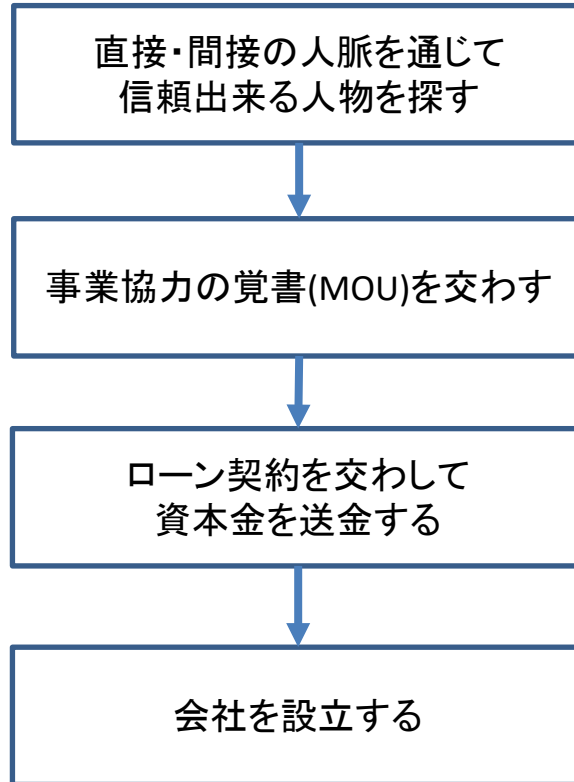 直接・間接の人脈を通じて
信頼出来る人物を探す
事業協力の覚書(MOU)を交わす
ローン契約を交わして
資本金を送金する
会社を設立する